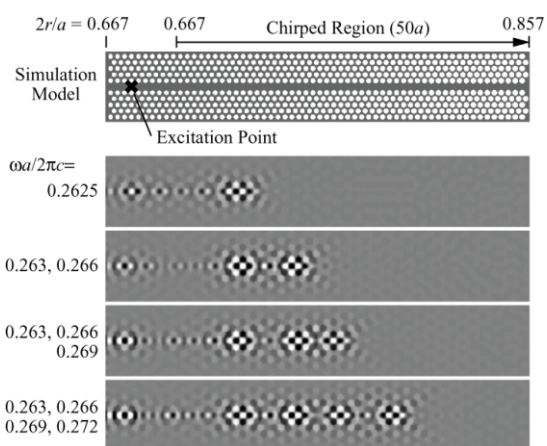 2r/a = 0.667 0.667 Chirped Region (50a) 0.857
Simulation
Model
Excitation Point
ωa/2πc=
0.2625
0.263, 0.266
0.263, 0.266
0.269
0.263, 0.266
0.269, 0.272